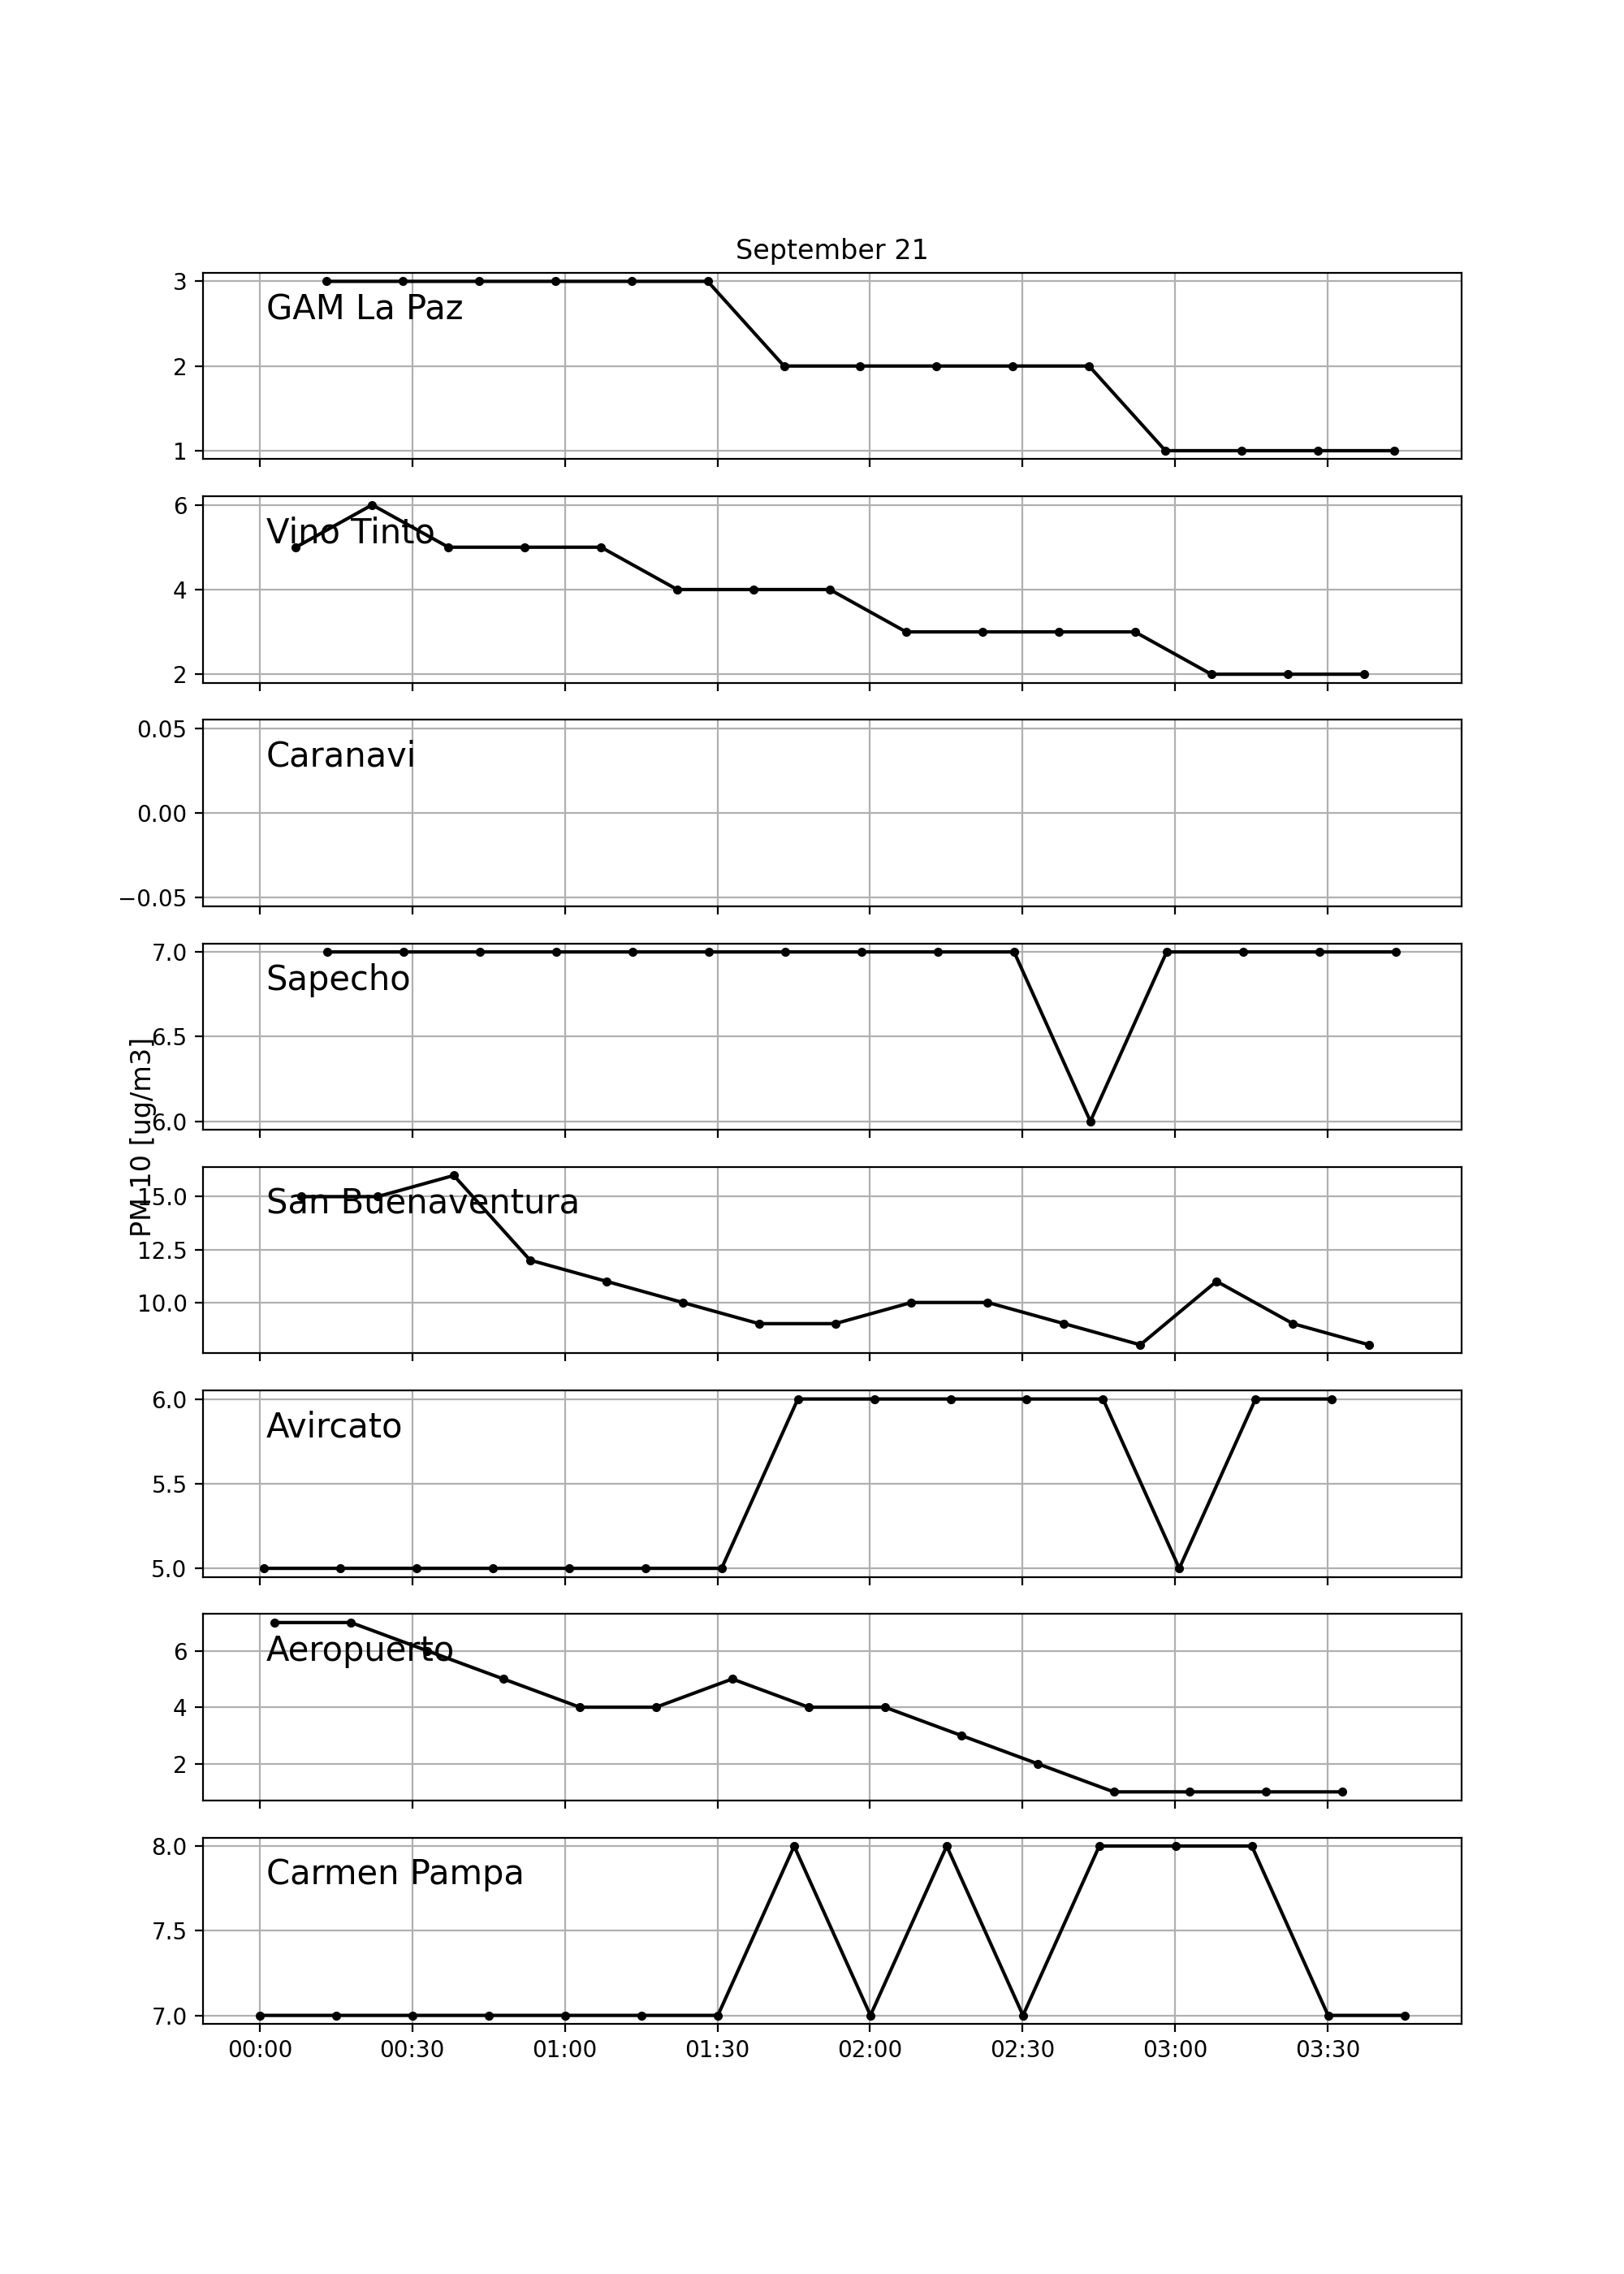 September 21
3
GAM La Paz
2
1
6
Vino Tinto
4
2
0.05
Caranavi
0.00
−0.05
7.0
Sapecho
6.5
6.0
PM 10 [ug/m3]
15.0
San Buenaventura
12.5
10.0
6.0
Avircato
5.5
5.0
6
Aeropuerto
4
2
8.0
Carmen Pampa
7.5
7.0
00:00 00:30 01:00 01:30 02:00 02:30 03:00 03:30